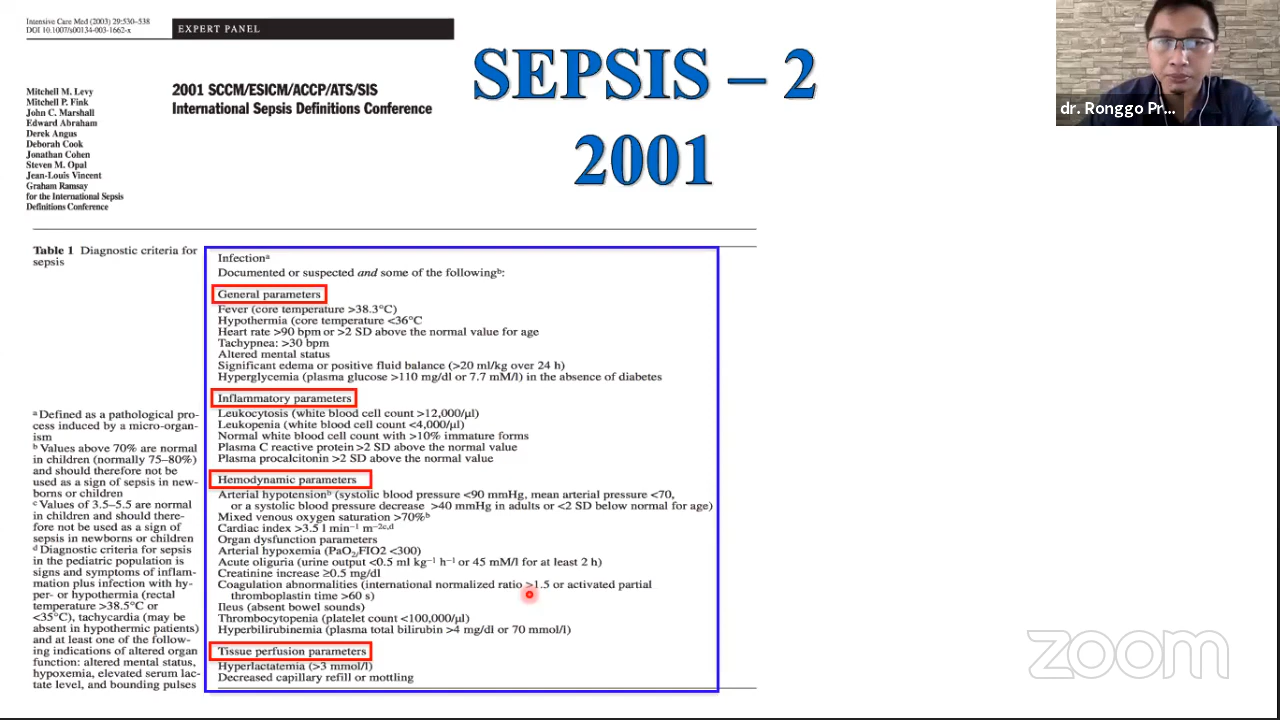 Intensive Care Med (2003) 29:530–538
DOI 10.1007/s00134-003-1662-x
EXPERT PANEL
SEPSIS – 2
2001
Mitchell M. Levy
Mitchell P. Fink
John C. Marshall
Edward Abraham
Derek Angus
Deborah Cook
Jonathan Cohen
Steven M. Opal
Jean-Louis Vincent
Graham Ramsay
for the International Sepsis
Definitions Conference
2001 SCCM/ESICM/ACCP/ATS/SIS
International Sepsis Definitions Conference
dr. Ronggo Pr...
Table 1 Diagnostic criteria for
sepsis
Infectionᵃ
Documented or suspected and some of the followingᵇ:
General parameters
Fever (core temperature >38.3°C)
Hypothermia (core temperature <36°C
Heart rate >90 bpm or >2 SD above the normal value for age
Tachypnea: >30 bpm
Altered mental status
Significant edema or positive fluid balance (>20 ml/kg over 24 h)
Hyperglycemia (plasma glucose >110 mg/dl or 7.7 mM/l) in the absence of diabetes
Inflammatory parameters
Leukocytosis (white blood cell count >12,000/µl)
Leukopenia (white blood cell count <4,000/µl)
Normal white blood cell count with >10% immature forms
Plasma C reactive protein >2 SD above the normal value
Plasma procalcitonin >2 SD above the normal value
Hemodynamic parameters
Arterial hypotensionᵇ (systolic blood pressure <90 mmHg, mean arterial pressure <70,
or a systolic blood pressure decrease >40 mmHg in adults or <2 SD below normal for age)
Mixed venous oxygen saturation >70%ᵇ
Cardiac index >3.5 l min⁻¹ m⁻²ᶜ,ᵈ
Organ dysfunction parameters
Arterial hypoxemia (PaO₂/FIO2 <300)
Acute oliguria (urine output <0.5 ml kg⁻¹ h⁻¹ or 45 mM/l for at least 2 h)
Creatinine increase ≥0.5 mg/dl
Coagulation abnormalities (international normalized ratio >1.5 or activated partial
thromboplastin time >60 s)
Ileus (absent bowel sounds)
Thrombocytopenia (platelet count <100,000/µl)
Hyperbilirubinemia (plasma total bilirubin >4 mg/dl or 70 mmol/l)
Tissue perfusion parameters
Hyperlactatemia (>3 mmol/l)
Decreased capillary refill or mottling
ᵃ Defined as a pathological pro-
cess induced by a micro-organ-
ism
ᵇ Values above 70% are normal
in children (normally 75–80%)
and should therefore not be
used as a sign of sepsis in new-
borns or children
ᶜ Values of 3.5–5.5 are normal
in children and should there-
fore not be used as a sign of
sepsis in newborns or children
ᵈ Diagnostic criteria for sepsis
in the pediatric population is
signs and symptoms of inflam-
mation plus infection with hy-
per- or hypothermia (rectal
temperature >38.5°C or
<35°C), tachycardia (may be
absent in hypothermic patients)
and at least one of the follow-
ing indications of altered organ
function: altered mental status,
hypoxemia, elevated serum lac-
tate level, and bounding pulses
zoom